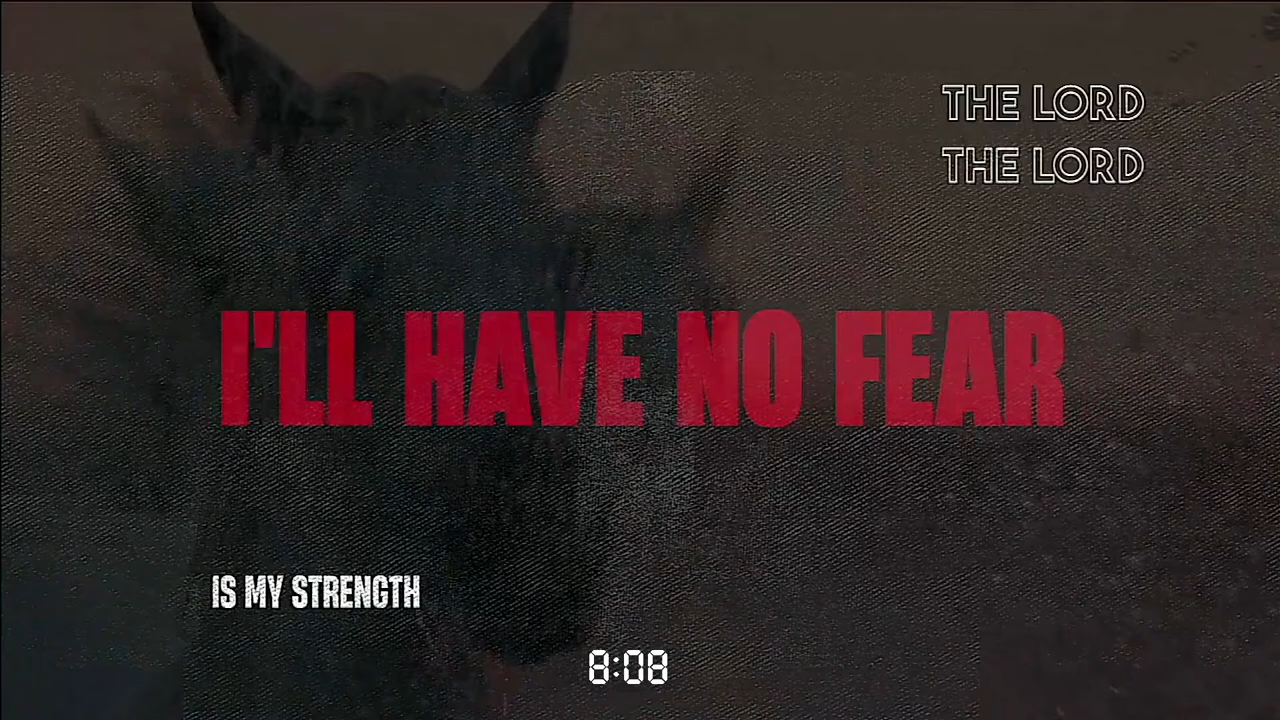 THE LORD
THE LORD
I'LL HAVE NO FEAR
IS MY STRENGTH
8:08